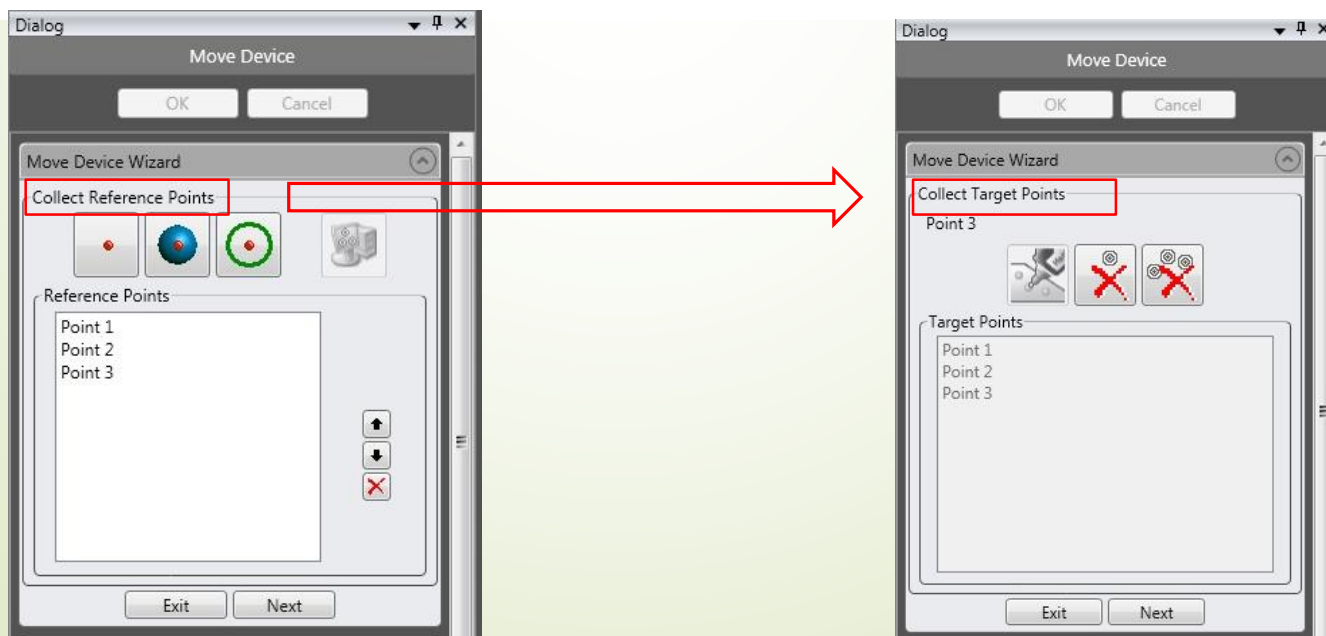 Dialog
Move Device
OK Cancel
Move Device Wizard
Collect Reference Points
Reference Points
Point 1
Point 2
Point 3
Exit Next
Dialog
Move Device
OK Cancel
Move Device Wizard
Collect Target Points
Point 3
Target Points
Point 1
Point 2
Point 3
Exit Next